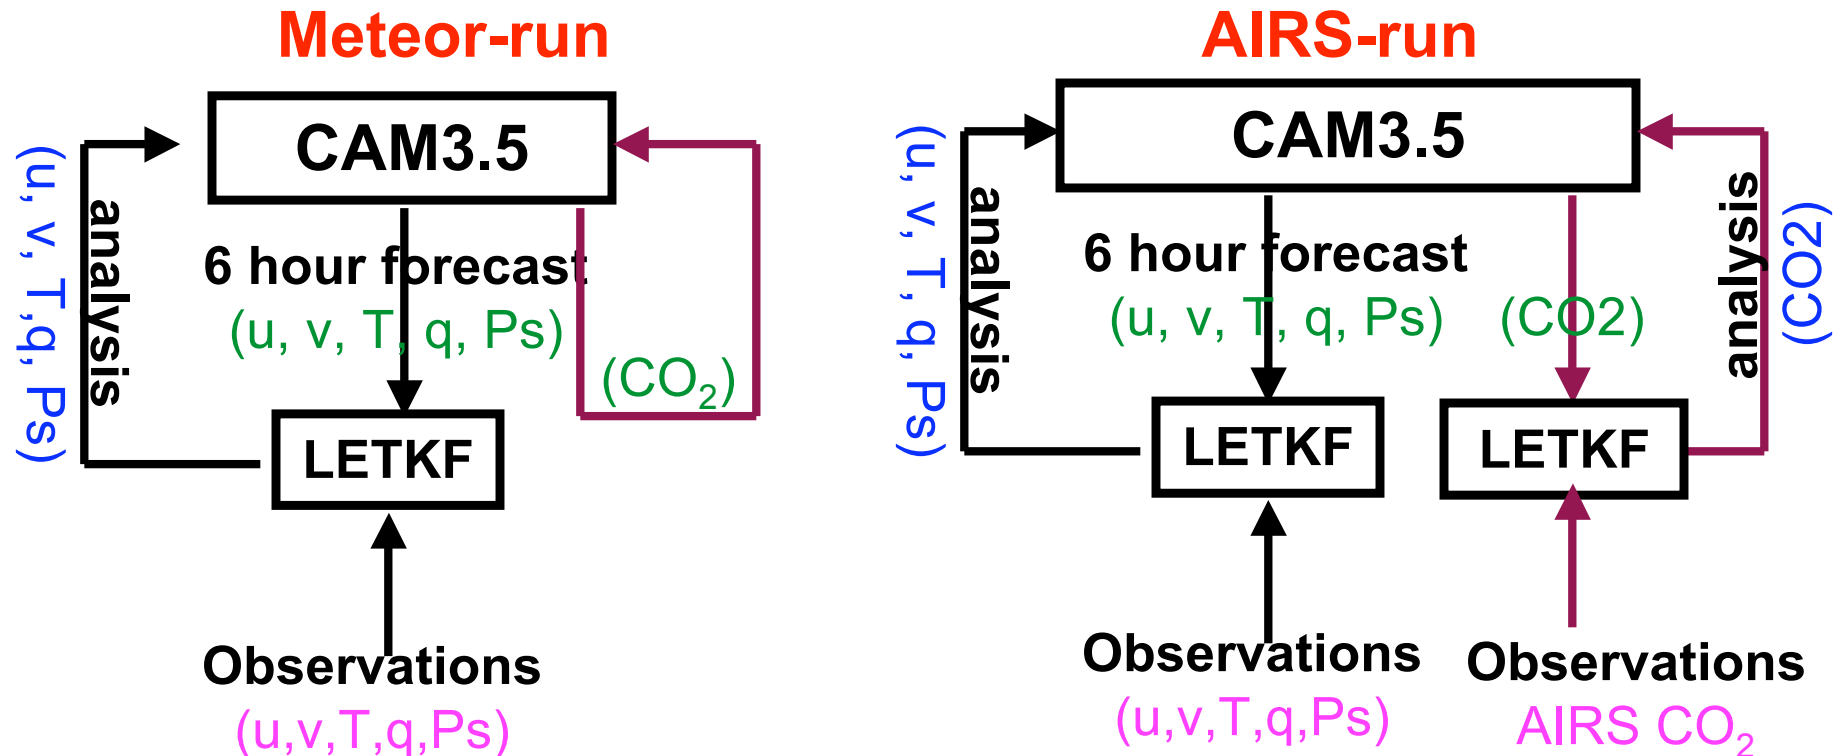 Meteor-run
CAM3.5
(u, v, T,q, Ps)
analysis
6 hour forecast
(u, v, T, q, Ps)
(CO₂)
LETKF
Observations
(u,v,T,q,Ps)
AIRS-run
CAM3.5
(u, v, T, q, Ps)
analysis
6 hour forecast
(u, v, T, q, Ps)
(CO2)
analysis
(CO2)
LETKF
LETKF
Observations
(u,v,T,q,Ps)
Observations
AIRS CO₂